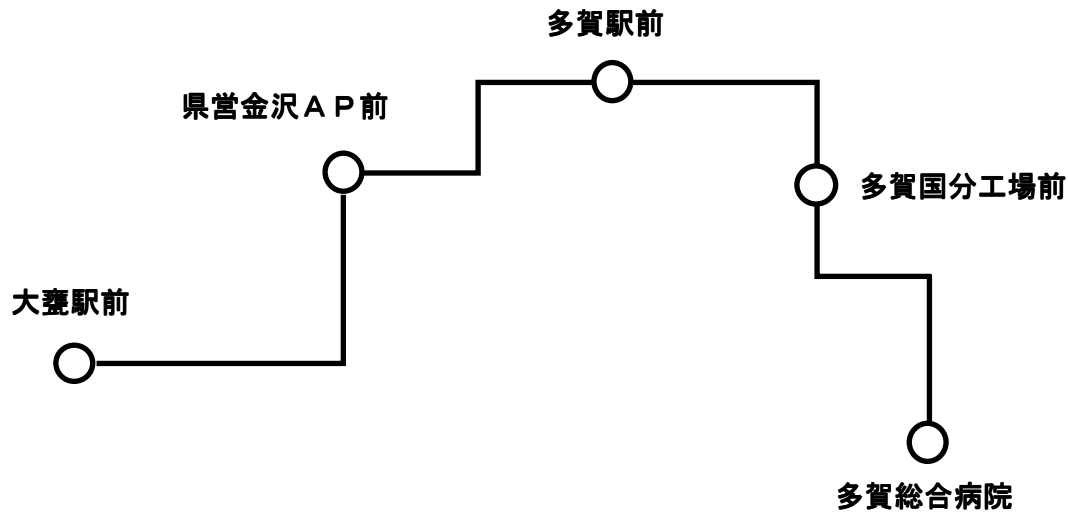 多賀駅前
県営金沢ＡＰ前
多賀国分工場前
大甕駅前
多賀総合病院